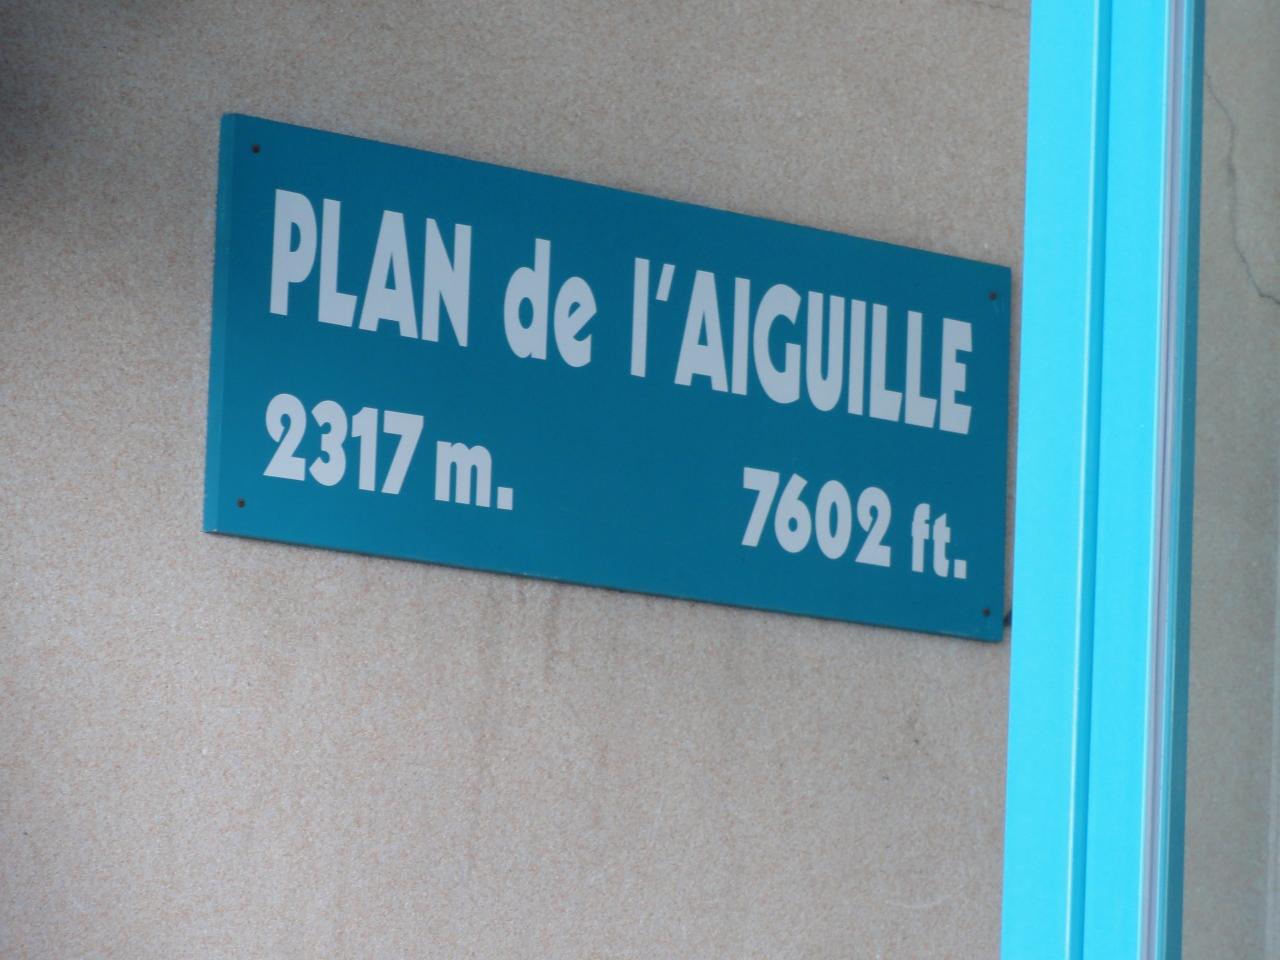 PLAN de l'AIGUILLE
2317 m. 7602 ft.